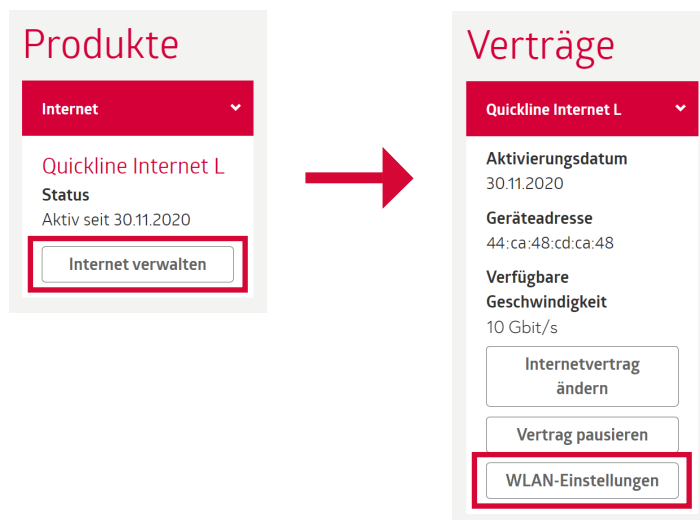 Produkte
Internet
Quickline Internet L
Status
Aktiv seit 30.11.2020
Internet verwalten
Verträge
Quickline Internet L
Aktivierungsdatum
30.11.2020
Geräteadresse
44:ca:48:cd:ca:48
Verfügbare
Geschwindigkeit
10 Gbit/s
Internetvertrag
ändern
Vertrag pausieren
WLAN-Einstellungen